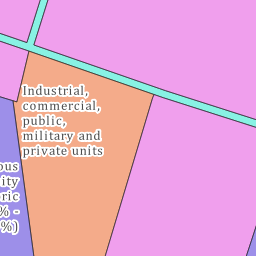 Industrial,
commercial,
public,
military and
private units
% -
%)